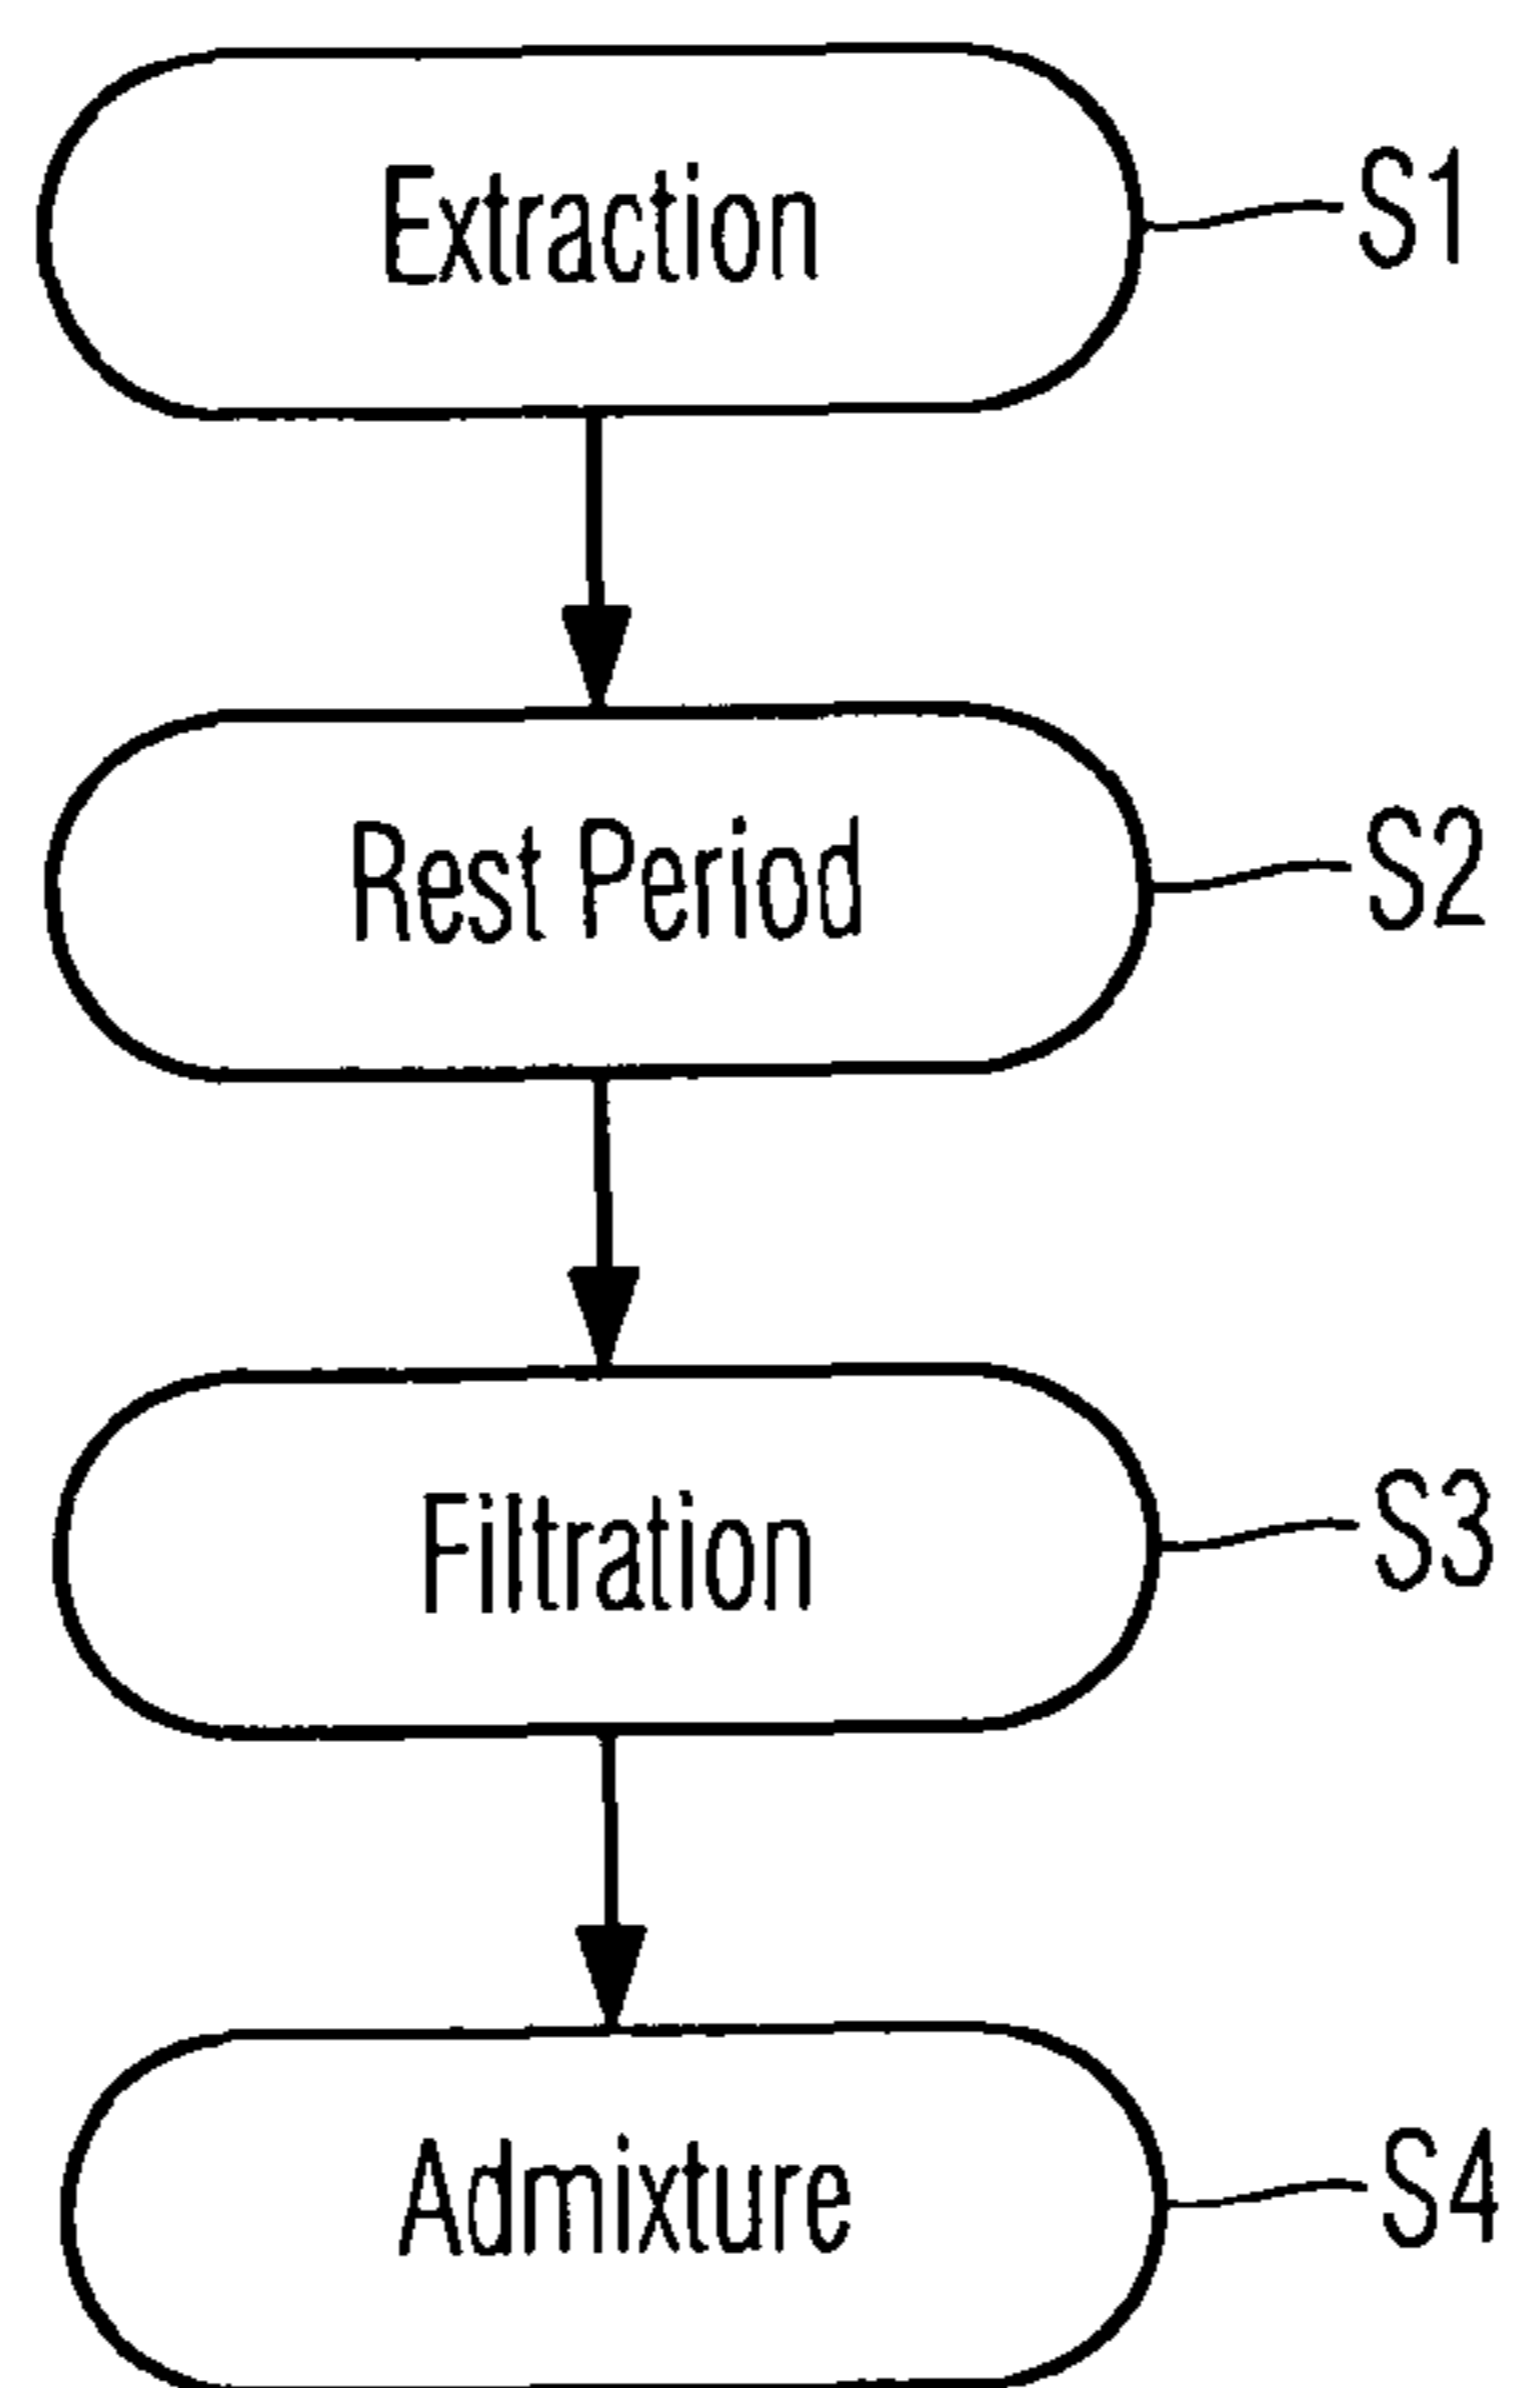 Extraction S1
Rest Period S2
Filtration S3
Admixture S4